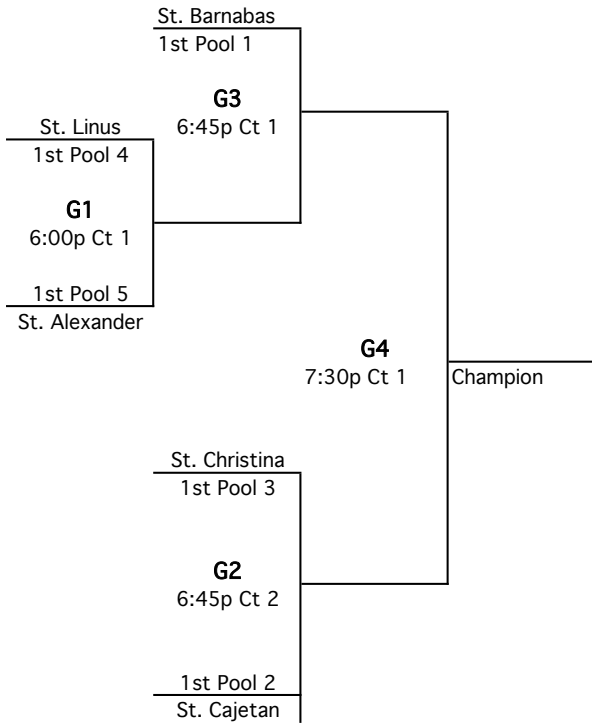 St. Barnabas
1st Pool 1
G3
6:45p Ct 1
St. Linus
1st Pool 4
G1
6:00p Ct 1
1st Pool 5
St. Alexander
G4
7:30p Ct 1
Champion
St. Christina
1st Pool 3
G2
6:45p Ct 2
1st Pool 2
St. Cajetan